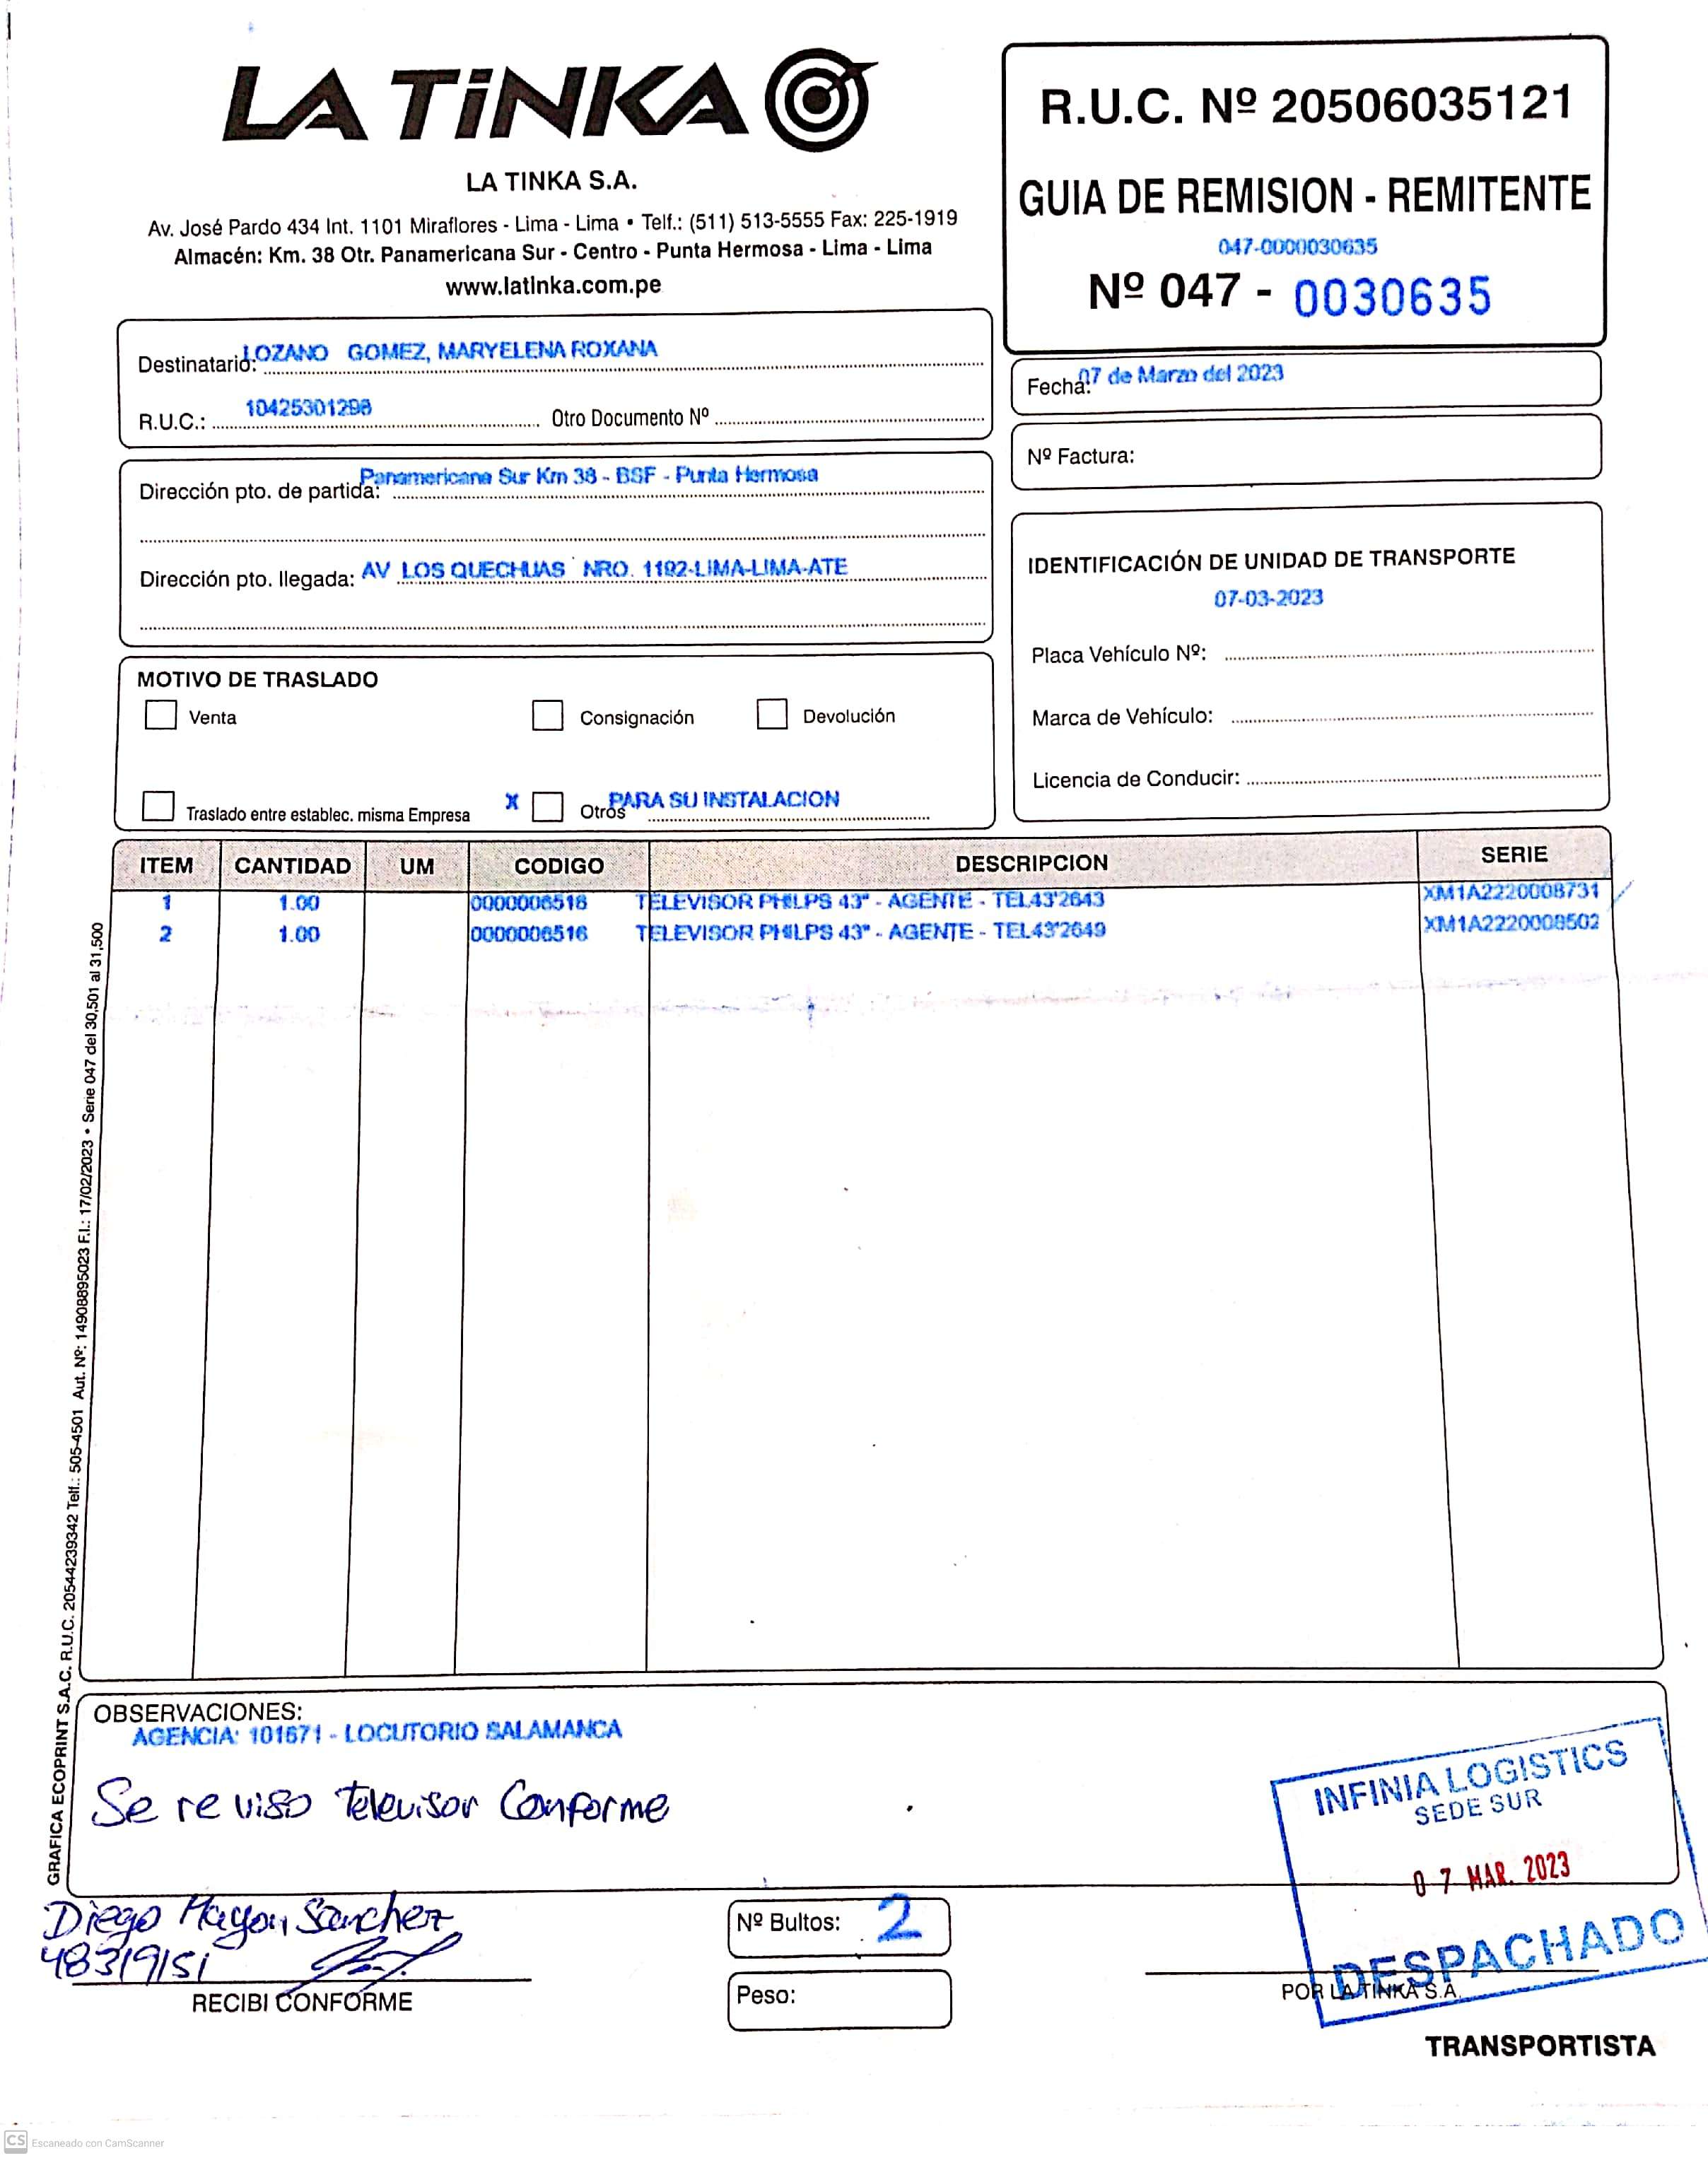 LA TiNKA
LA TINKA S.A.
Av. José Pardo 434 Int. 1101 Miraflores - Lima - Lima • Telf.: (511) 513-5555 Fax: 225-1919
Almacén: Km. 38 Otr. Panamericana Sur - Centro - Punta Hermosa - Lima - Lima
www.latinka.com.pe
R.U.C. Nº 20506035121
GUIA DE REMISION - REMITENTE
047-0000030635
Nº 047 - 0030635
Destinatario: LOZANO GOMEZ, MARYELENA ROXANA
R.U.C.: 10425301298 Otro Documento Nº
Fecha: 07 de Marzo del 2023
Nº Factura:
Dirección pto. de partida: Panamericana Sur Km 38 - BSF - Punta Hermosa
Dirección pto. llegada: AV LOS QUECHUAS NRO. 1192-LIMA-LIMA-ATE
IDENTIFICACIÓN DE UNIDAD DE TRANSPORTE
07-03-2023
Placa Vehículo Nº:
Marca de Vehículo:
Licencia de Conducir:
MOTIVO DE TRASLADO
Venta Consignación Devolución
Traslado entre establec. misma Empresa X Otros PARA SU INSTALACION
ITEM CANTIDAD UM CODIGO DESCRIPCION SERIE
1 1.00 0000006516 TELEVISOR PHILPS 43" - AGENTE - TEL43'2643 XM1A2220008731
2 1.00 0000006516 TELEVISOR PHILPS 43" - AGENTE - TEL43'2649 XM1A2220008502
GRAFICA ECOPRINT S.A.C. R.U.C. 20544239342 Telf.: 505-4501 Aut. Nº: 14908895023 F.I.: 17/02/2023 • Serie 047 del 30,501 al 31,500
OBSERVACIONES:
AGENCIA: 101671 - LOCUTORIO SALAMANCA
Se reviso televisor Conforme
INFINIA LOGISTICS
SEDE SUR
07 MAR. 2023
DESPACHADO
Diego Sanchez
48319151
RECIBI CONFORME
Nº Bultos: 2
Peso:
POR LA TINKA S.A.
TRANSPORTISTA
CS Escaneado con CamScanner